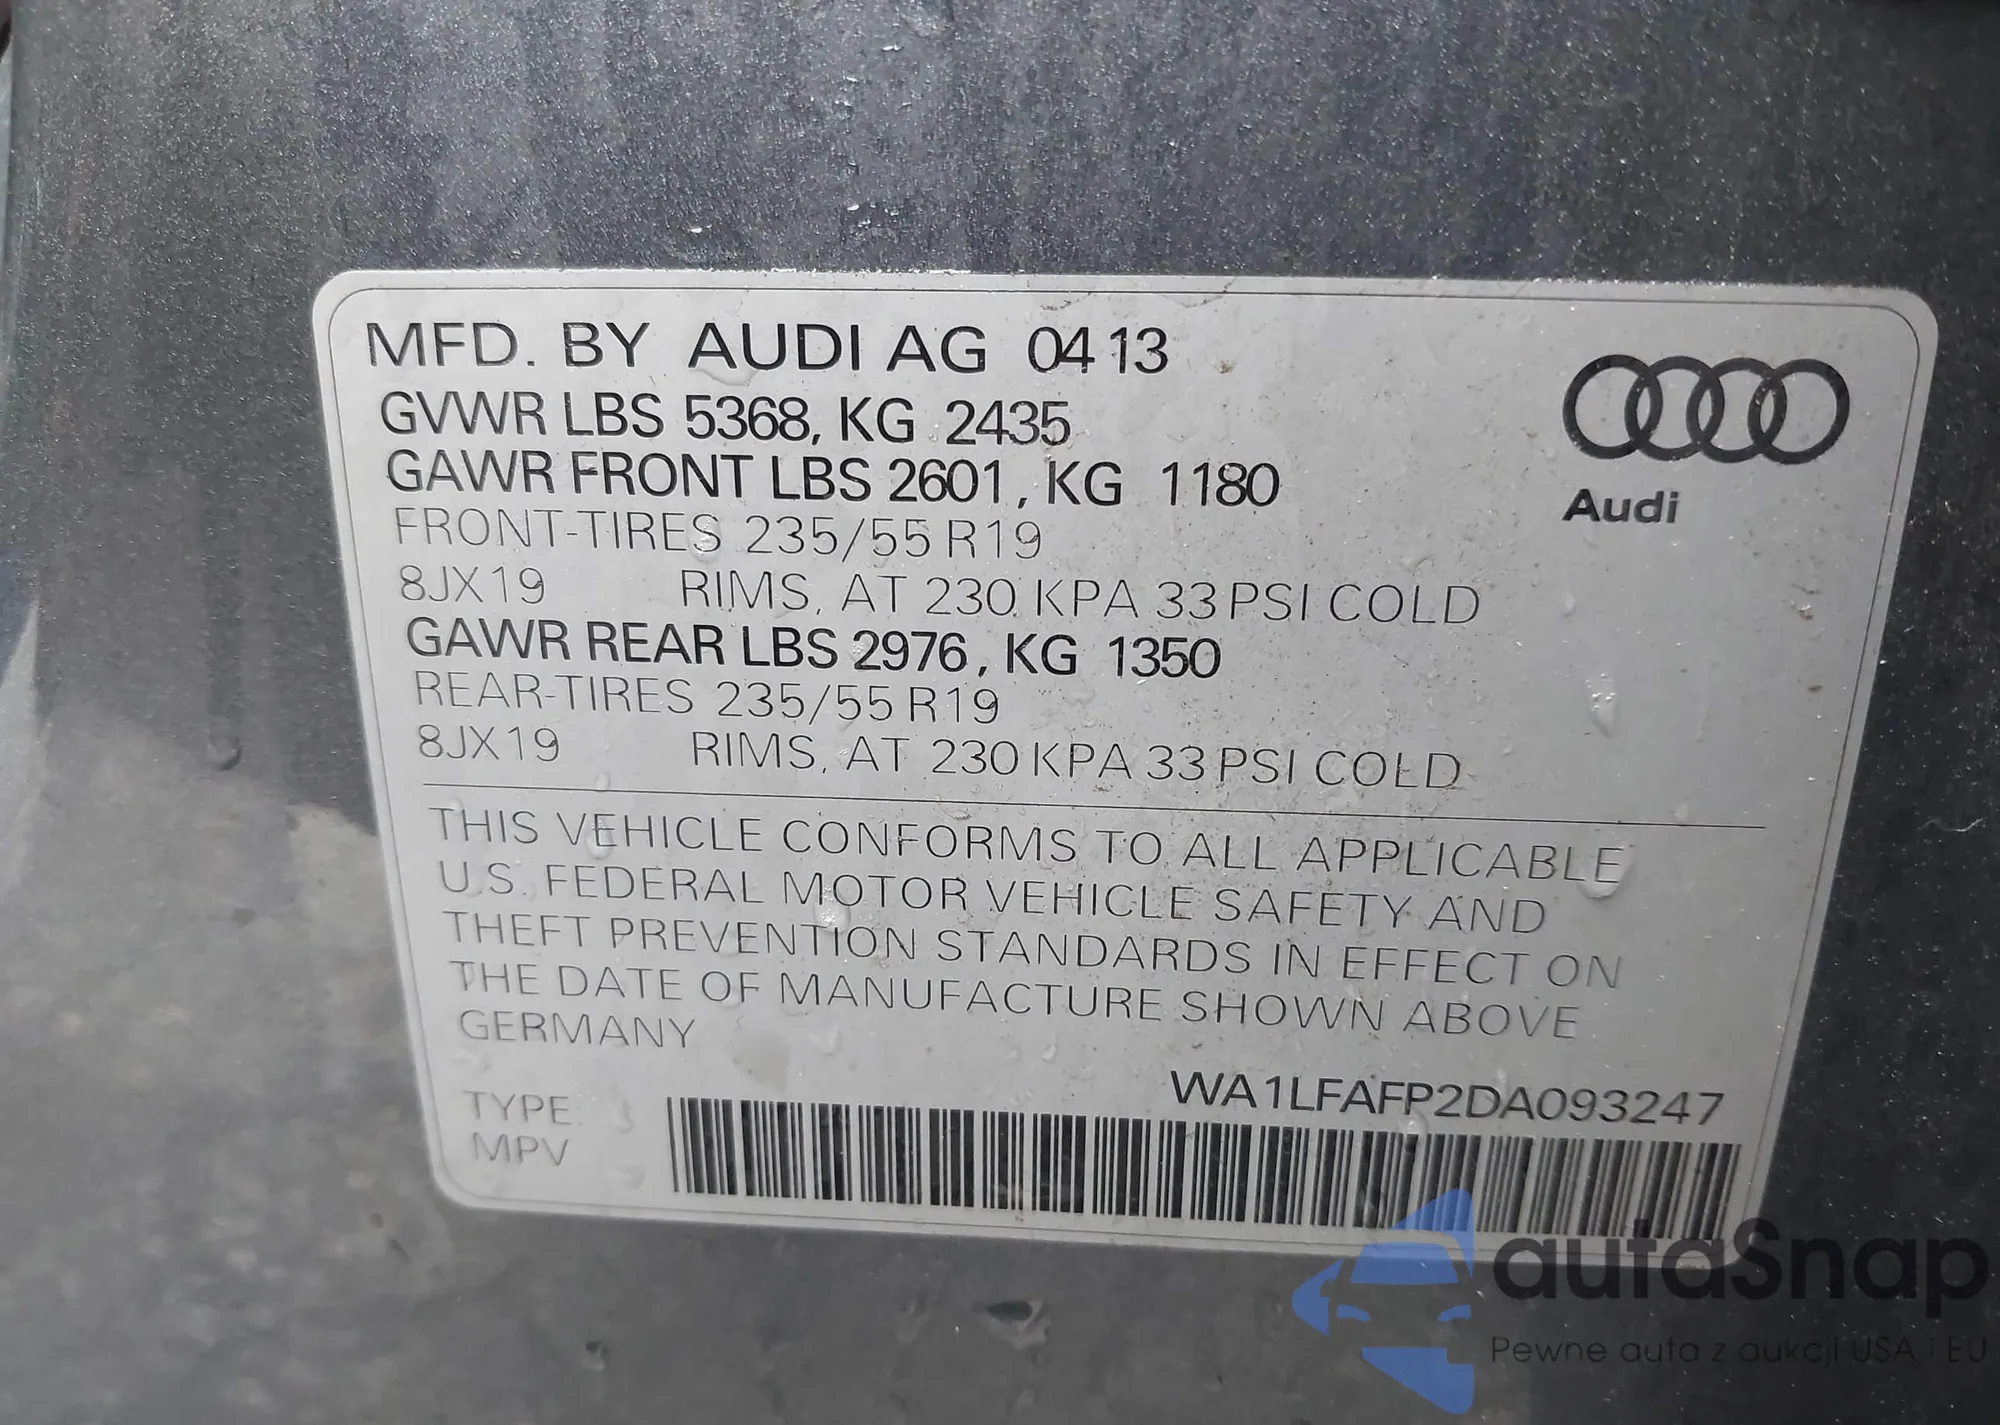 MFD. BY AUDI AG 04 13
GVWR LBS 5368, KG 2435
GAWR FRONT LBS 2601, KG 1180
FRONT-TIRES 235/55 R19
8JX19 RIMS, AT 230 KPA 33 PSI COLD
GAWR REAR LBS 2976, KG 1350
REAR-TIRES 235/55 R19
8JX19 RIMS, AT 230 KPA 33 PSI COLD
Audi
THIS VEHICLE CONFORMS TO ALL APPLICABLE
U.S. FEDERAL MOTOR VEHICLE SAFETY AND
THEFT PREVENTION STANDARDS IN EFFECT ON
THE DATE OF MANUFACTURE SHOWN ABOVE
GERMANY
WA1LFAFP2DA093247
TYPE:
MPV
autaSnap
Pewne auta z aukcji USA i EU